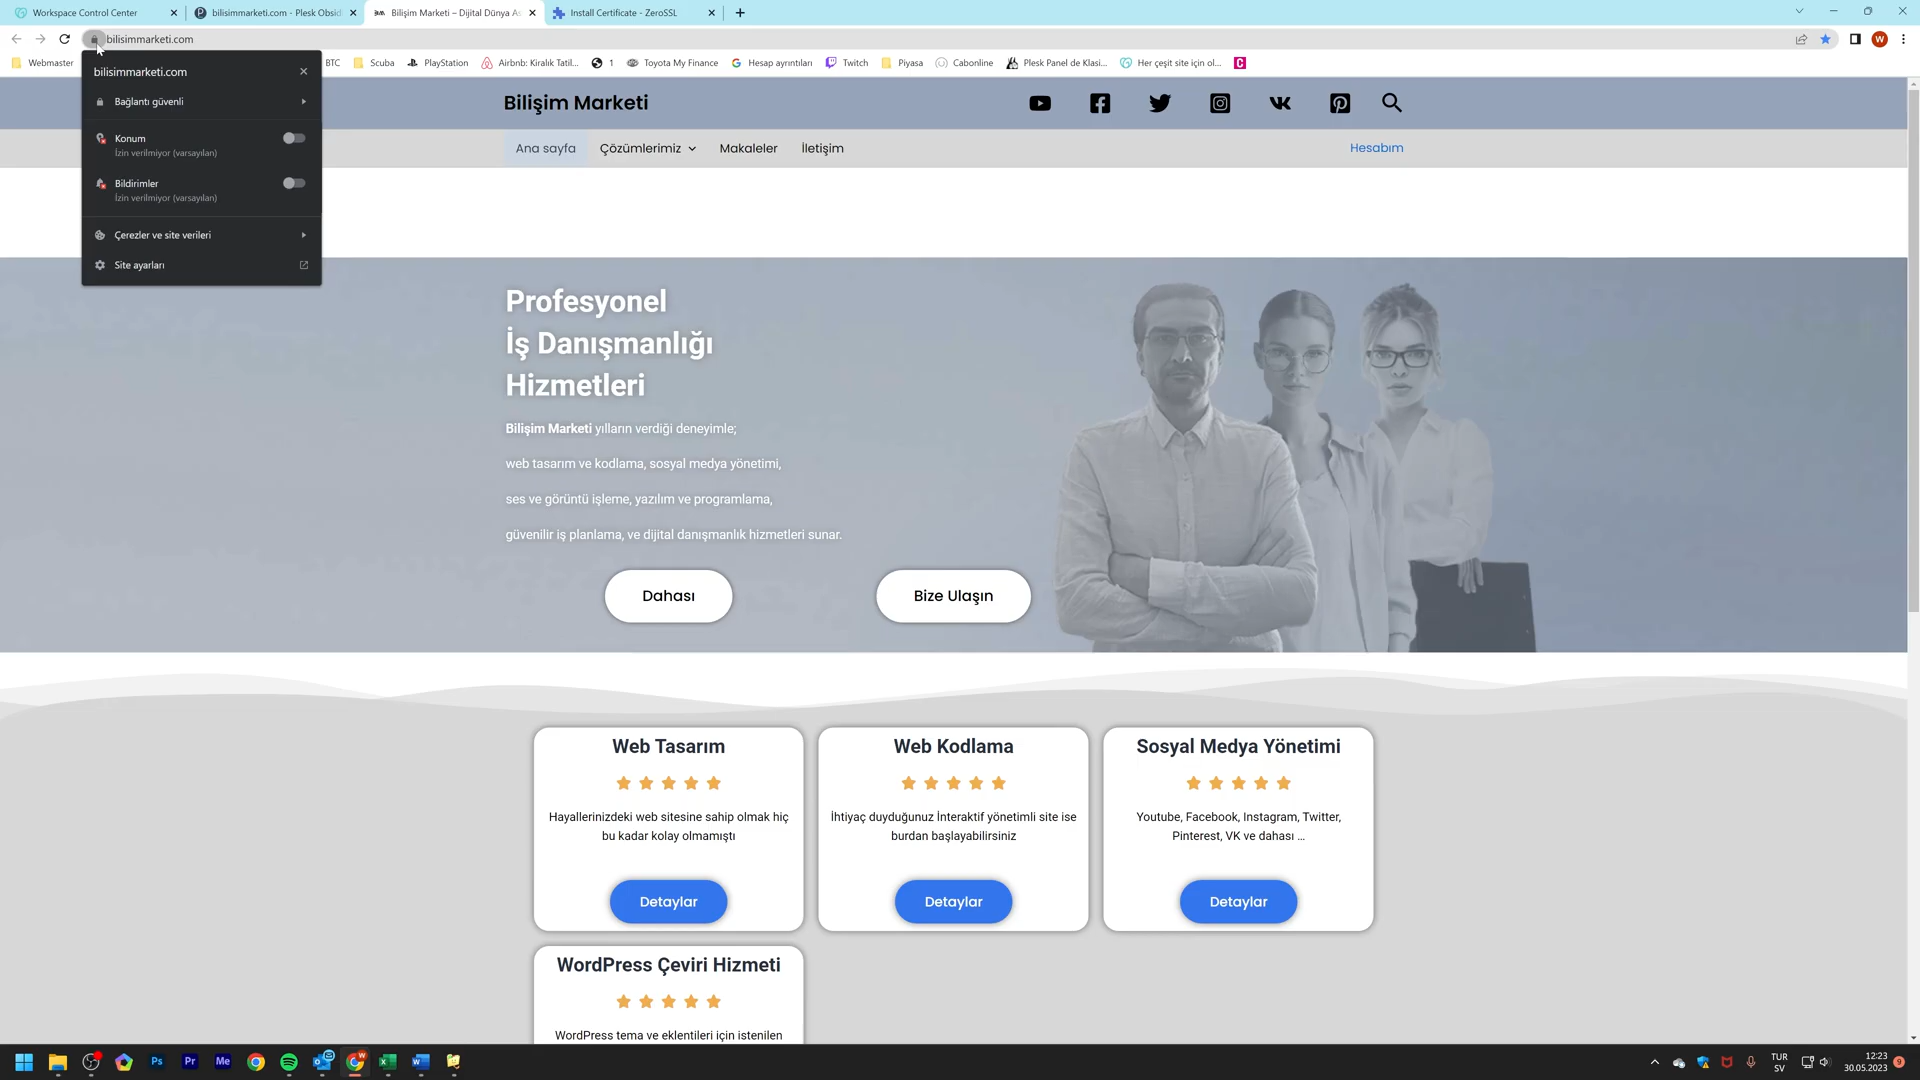 Workspace Control Center
bilisimmarketi.com - Plesk Obsid
Bilişim Marketi – Dijital Dünya As
Install Certificate - ZeroSSL
bilisimmarketi.com
W
Webmaster
BTC
Scuba
PlayStation
Airbnb: Kiralık Tatil...
1
Toyota My Finance
Hesap ayrıntıları
Twitch
Piyasa
Cabonline
Plesk Panel de Klasi...
Her çeşit site için ol...
bilisimmarketi.com
Bağlantı güvenli
Konum
İzin verilmiyor (varsayılan)
Bildirimler
İzin verilmiyor (varsayılan)
Çerezler ve site verileri
Site ayarları
Bilişim Marketi
Ana sayfa
Çözümlerimiz
Makaleler
İletişim
Hesabım
Profesyonel
İş Danışmanlığı
Hizmetleri
Bilişim Marketi yılların verdiği deneyimle;
web tasarım ve kodlama, sosyal medya yönetimi,
ses ve görüntü işleme, yazılım ve programlama,
güvenilir iş planlama, ve dijital danışmanlık hizmetleri sunar.
Dahası
Bize Ulaşın
Web Tasarım
Hayallerinizdeki web sitesine sahip olmak hiç
bu kadar kolay olmamıştı
Detaylar
Web Kodlama
İhtiyaç duyduğunuz İnteraktif yönetimli site ise
burdan başlayabilirsiniz
Detaylar
Sosyal Medya Yönetimi
Youtube, Facebook, Instagram, Twitter,
Pinterest, VK ve dahası ...
Detaylar
WordPress Çeviri Hizmeti
WordPress tema ve eklentileri için istenilen
Ps
Pr
Me
TUR
SV
12:23
30.05.2023
9